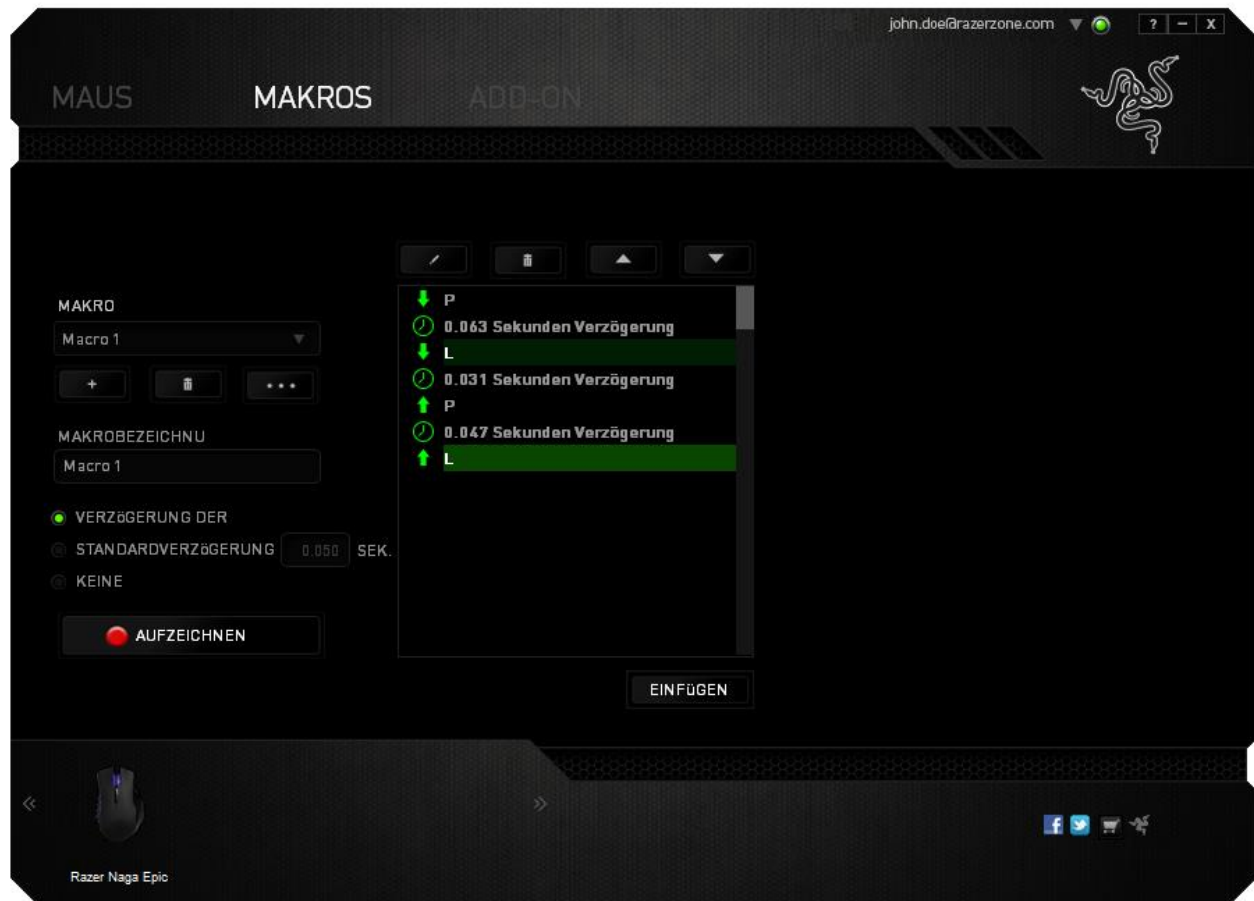 john.doe@razerzone.com
? – X
MAUS MAKROS ADD-ON
MAKRO
Macro 1
+
MAKROBEZEICHNU
Macro 1
VERZöGERUNG DER
STANDARDVERZöGERUNG 0.050 SEK.
KEINE
AUFZEICHNEN
P
0.063 Sekunden Verzögerung
L
0.031 Sekunden Verzögerung
P
0.047 Sekunden Verzögerung
L
EINFüGEN
Razer Naga Epic